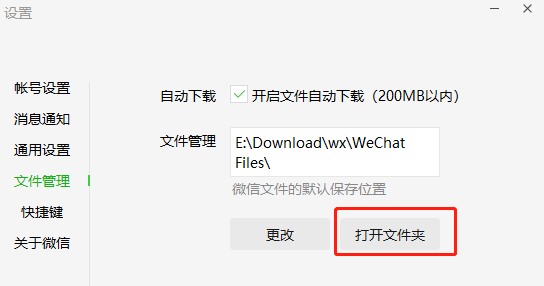 设置
帐号设置
消息通知
通用设置
文件管理
快捷键
关于微信
自动下载 开启文件自动下载（200MB以内）
文件管理 E:\Download\wx\WeChat
Files\
微信文件的默认保存位置
更改 打开文件夹